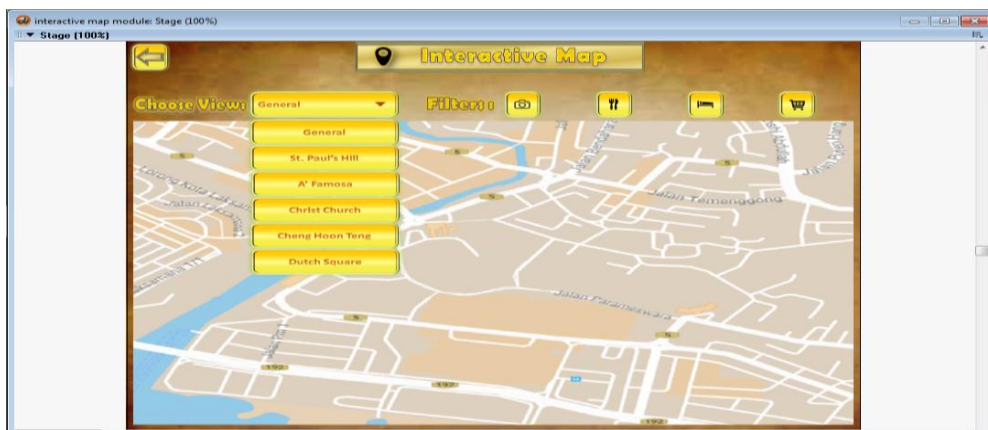 interactive map module: Stage (100%)
Stage (100%)
Interactive Map
Choose View: General
Filters :
General
St. Paul's Hill
A' Famosa
Christ Church
Cheng Hoon Teng
Dutch Square
5
5
Jalan Temenggong
Jalan Parameswara
5
5
192
192
192